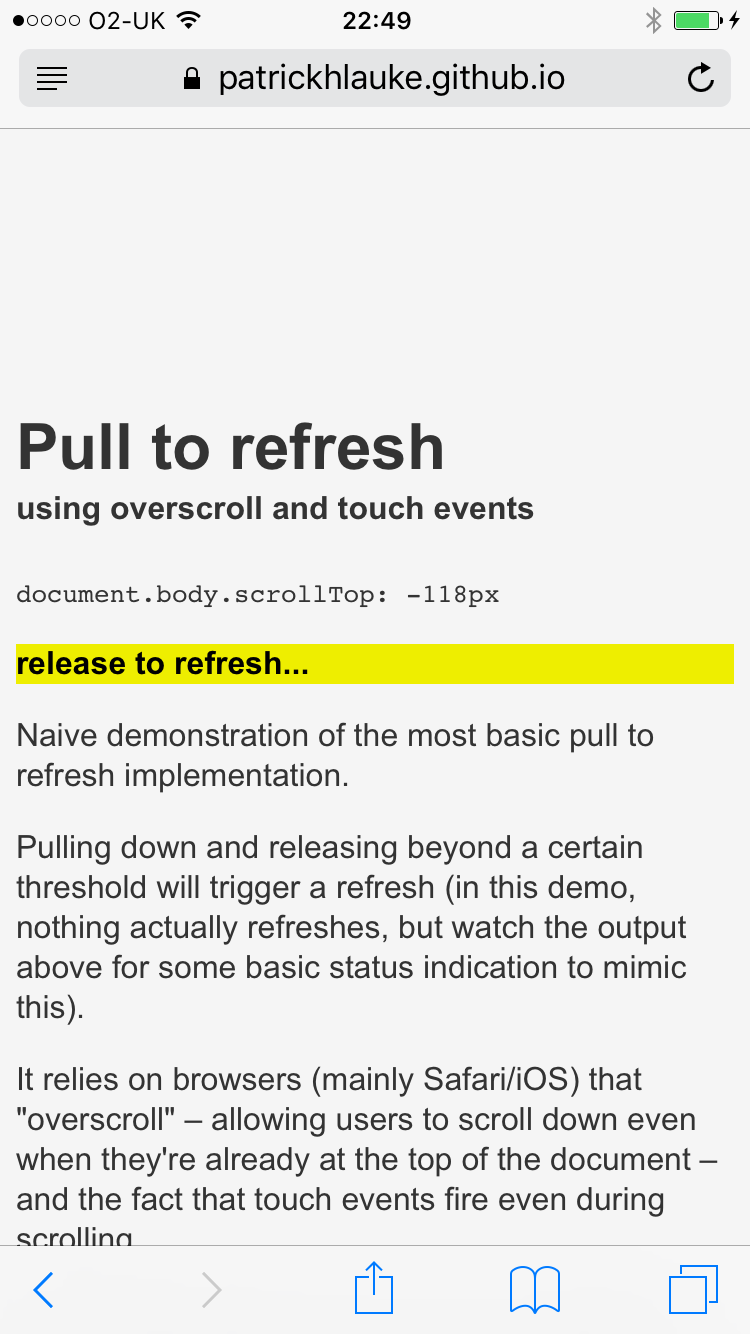 O2-UK 22:49
patrickhlauke.github.io
Pull to refresh
using overscroll and touch events
document.body.scrollTop: -118px
release to refresh...
Naive demonstration of the most basic pull to
refresh implementation.
Pulling down and releasing beyond a certain
threshold will trigger a refresh (in this demo,
nothing actually refreshes, but watch the output
above for some basic status indication to mimic
this).
It relies on browsers (mainly Safari/iOS) that
"overscroll" – allowing users to scroll down even
when they're already at the top of the document –
and the fact that touch events fire even during
scrolling